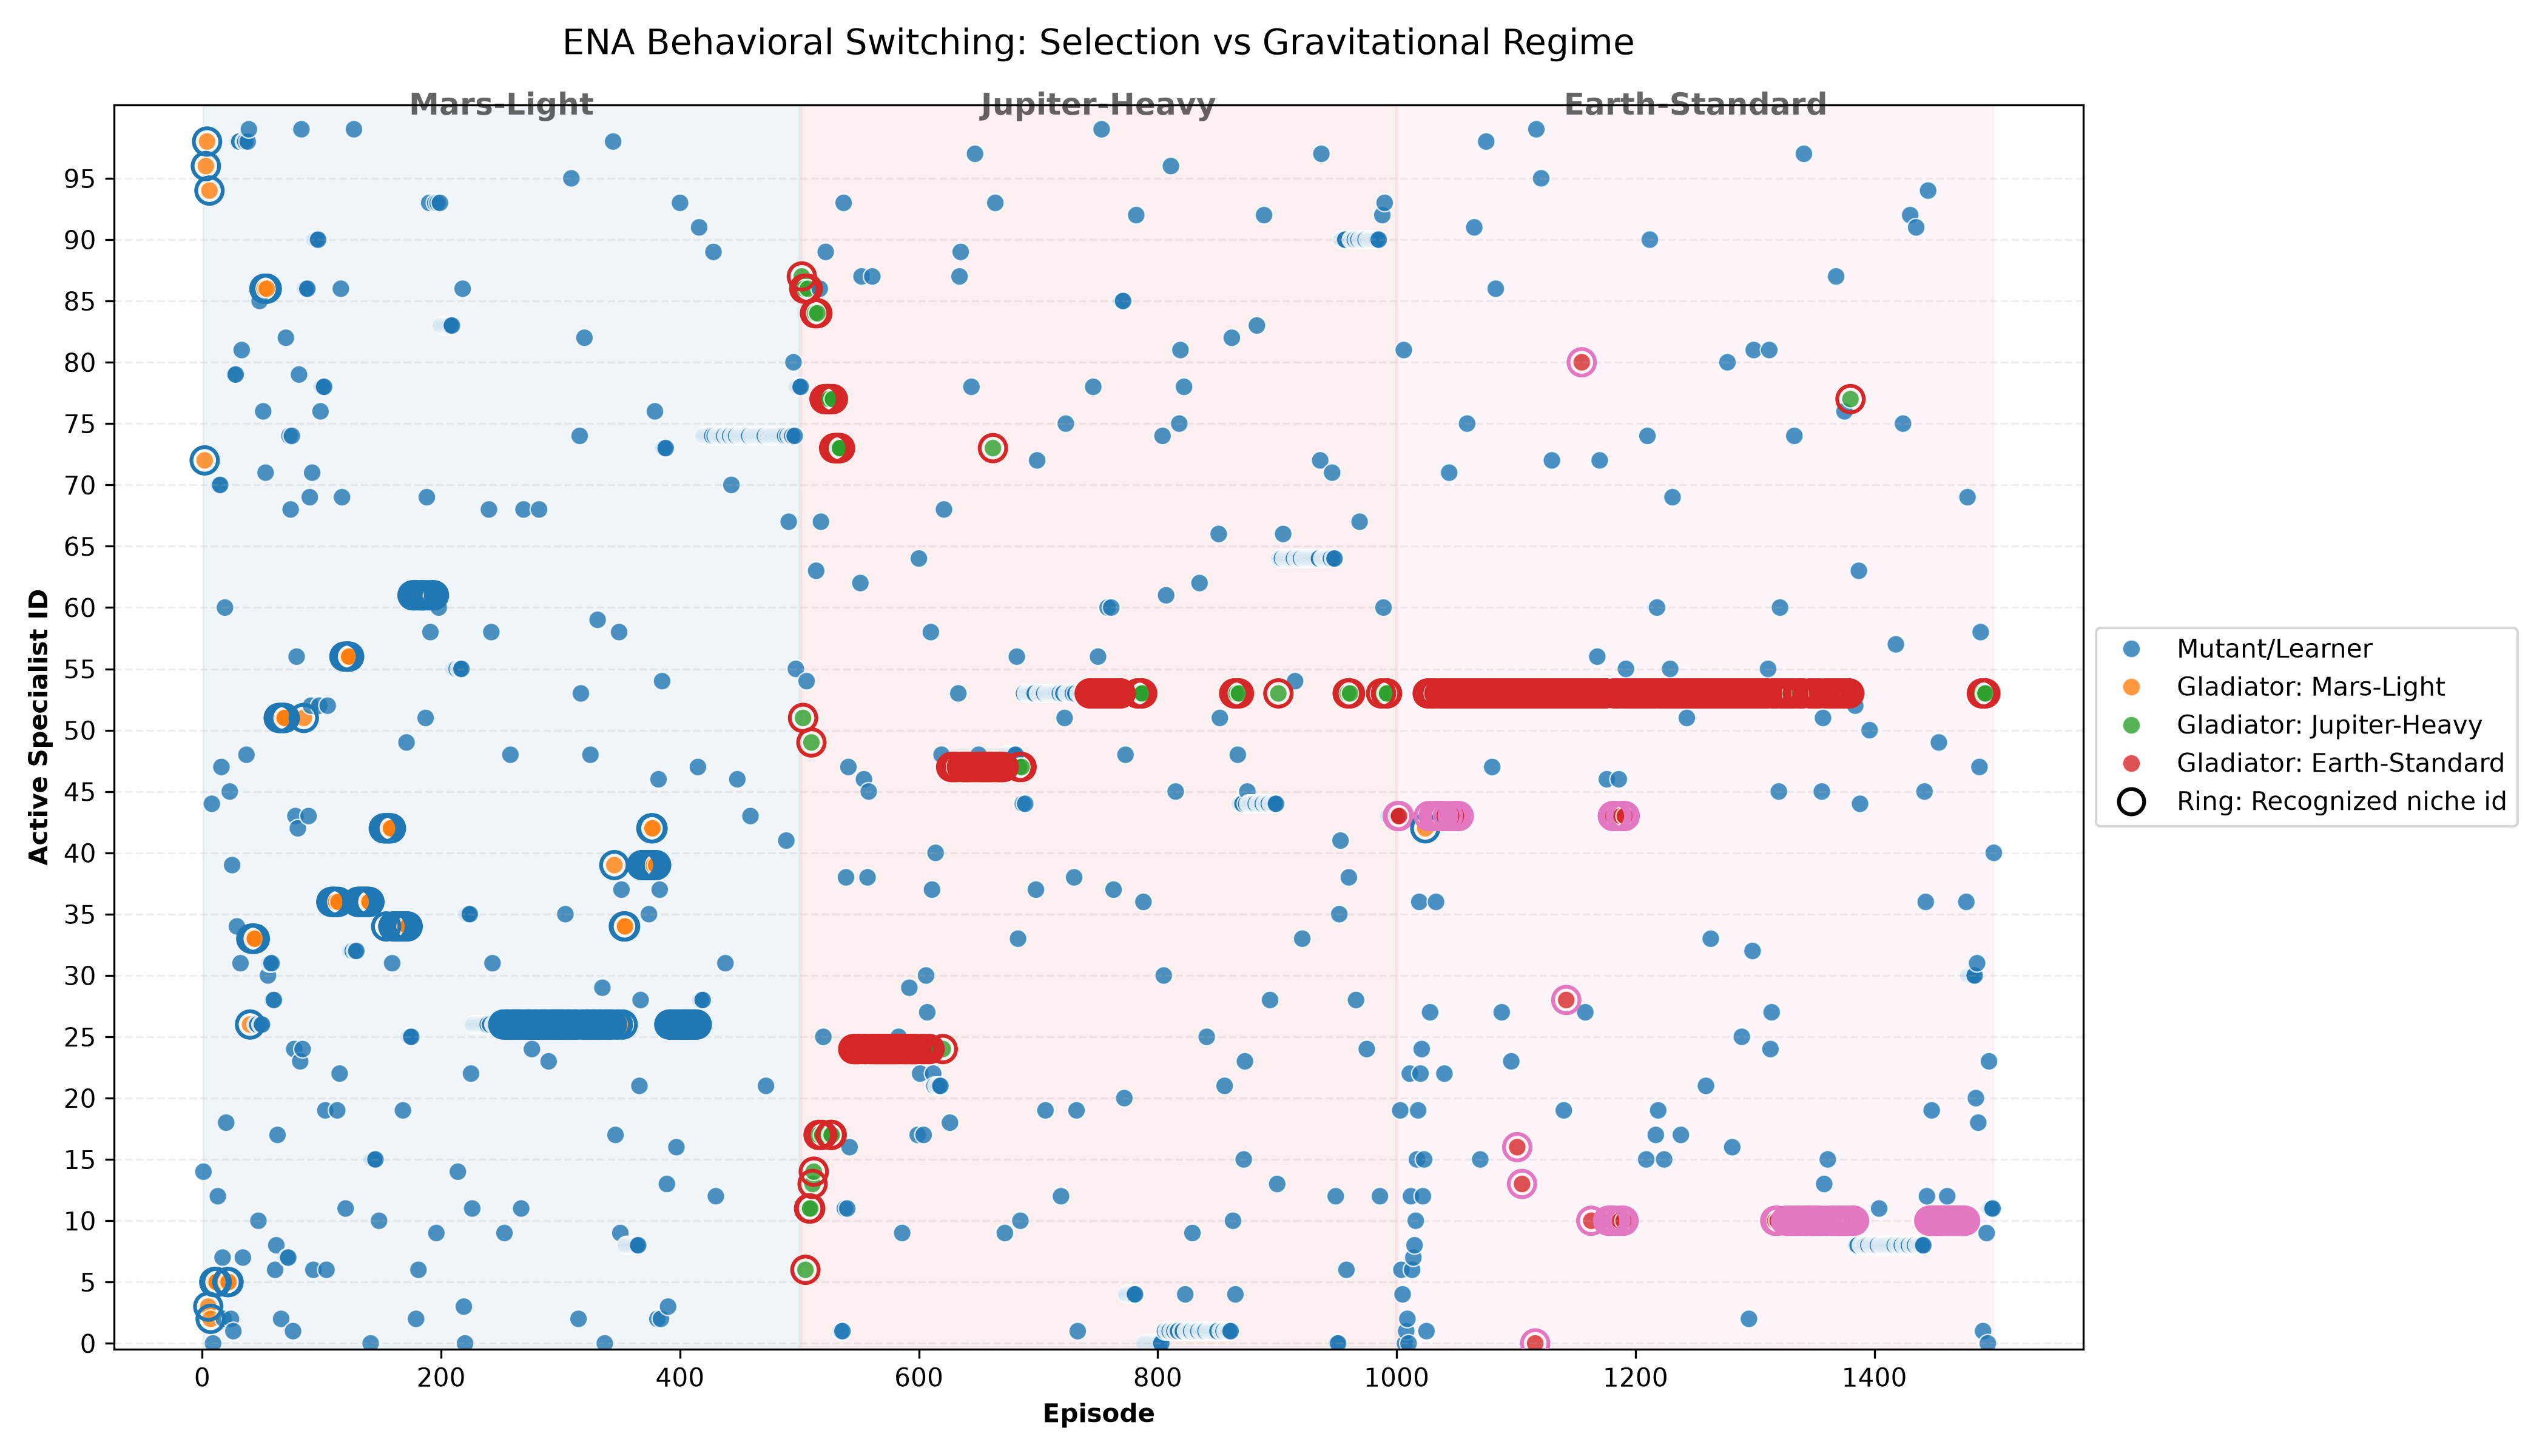 ENA Behavioral Switching: Selection vs Gravitational Regime
Mars-Light
Jupiter-Heavy
Earth-Standard
95
90
85
80
75
70
65
60
55
50
45
40
35
30
25
20
15
10
5
0
Active Specialist ID
0
200
400
600
800
1000
1200
1400
Episode
Mutant/Learner
Gladiator: Mars-Light
Gladiator: Jupiter-Heavy
Gladiator: Earth-Standard
Ring: Recognized niche id